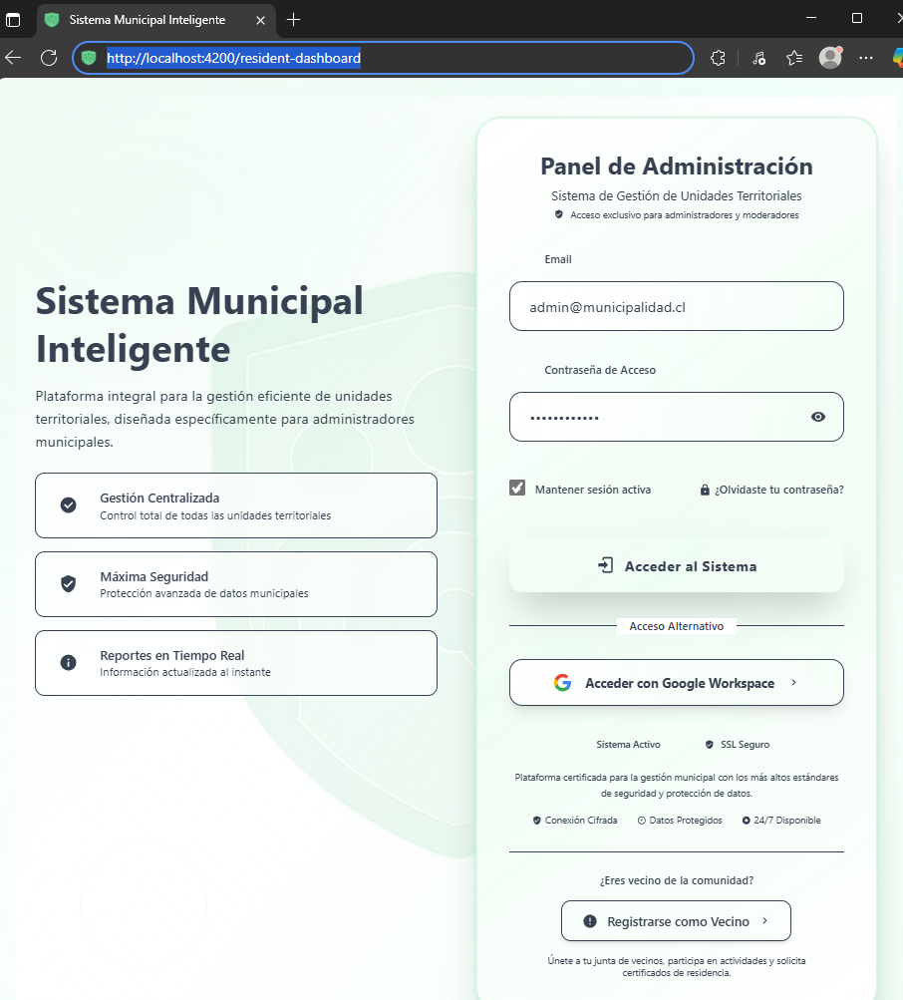 Sistema Municipal Inteligente
http://localhost:4200/resident-dashboard
Sistema Municipal
Inteligente
Plataforma integral para la gestión eficiente de unidades
territoriales, diseñada específicamente para administradores
municipales.
Gestión Centralizada
Control total de todas las unidades territoriales
Máxima Seguridad
Protección avanzada de datos municipales
Reportes en Tiempo Real
Información actualizada al instante
Panel de Administración
Sistema de Gestión de Unidades Territoriales
Acceso exclusivo para administradores y moderadores
Email
admin@municipalidad.cl
Contraseña de Acceso
••••••••••••
Mantener sesión activa
¿Olvidaste tu contraseña?
Acceder al Sistema
Acceso Alternativo
Acceder con Google Workspace
Sistema Activo
SSL Seguro
Plataforma certificada para la gestión municipal con los más altos estándares
de seguridad y protección de datos.
Conexión Cifrada
Datos Protegidos
24/7 Disponible
¿Eres vecino de la comunidad?
Registrarse como Vecino
Únete a tu junta de vecinos, participa en actividades y solicita
certificados de residencia.